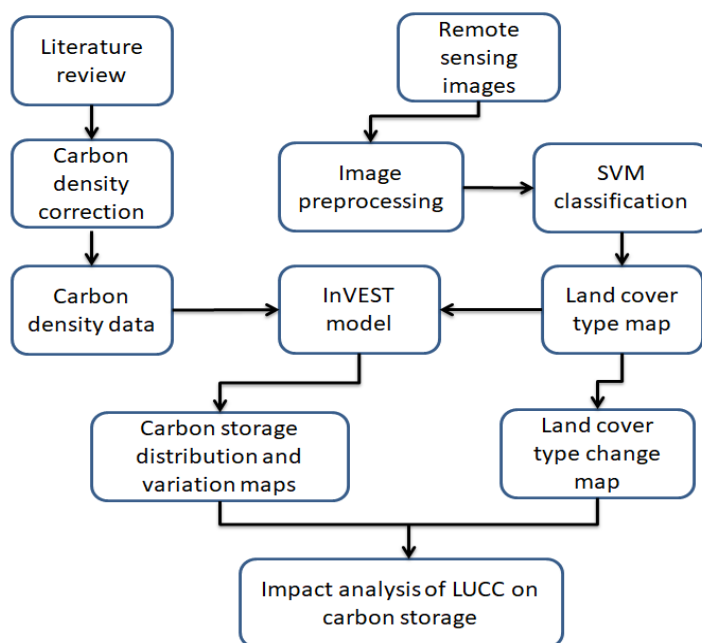 Literature
review
Remote
sensing
images
Carbon
density
correction
Image
preprocessing
SVM
classification
Carbon
density data
InVEST
model
Land cover
type map
Carbon storage
distribution and
variation maps
Land cover
type change
map
Impact analysis of LUCC on
carbon storage